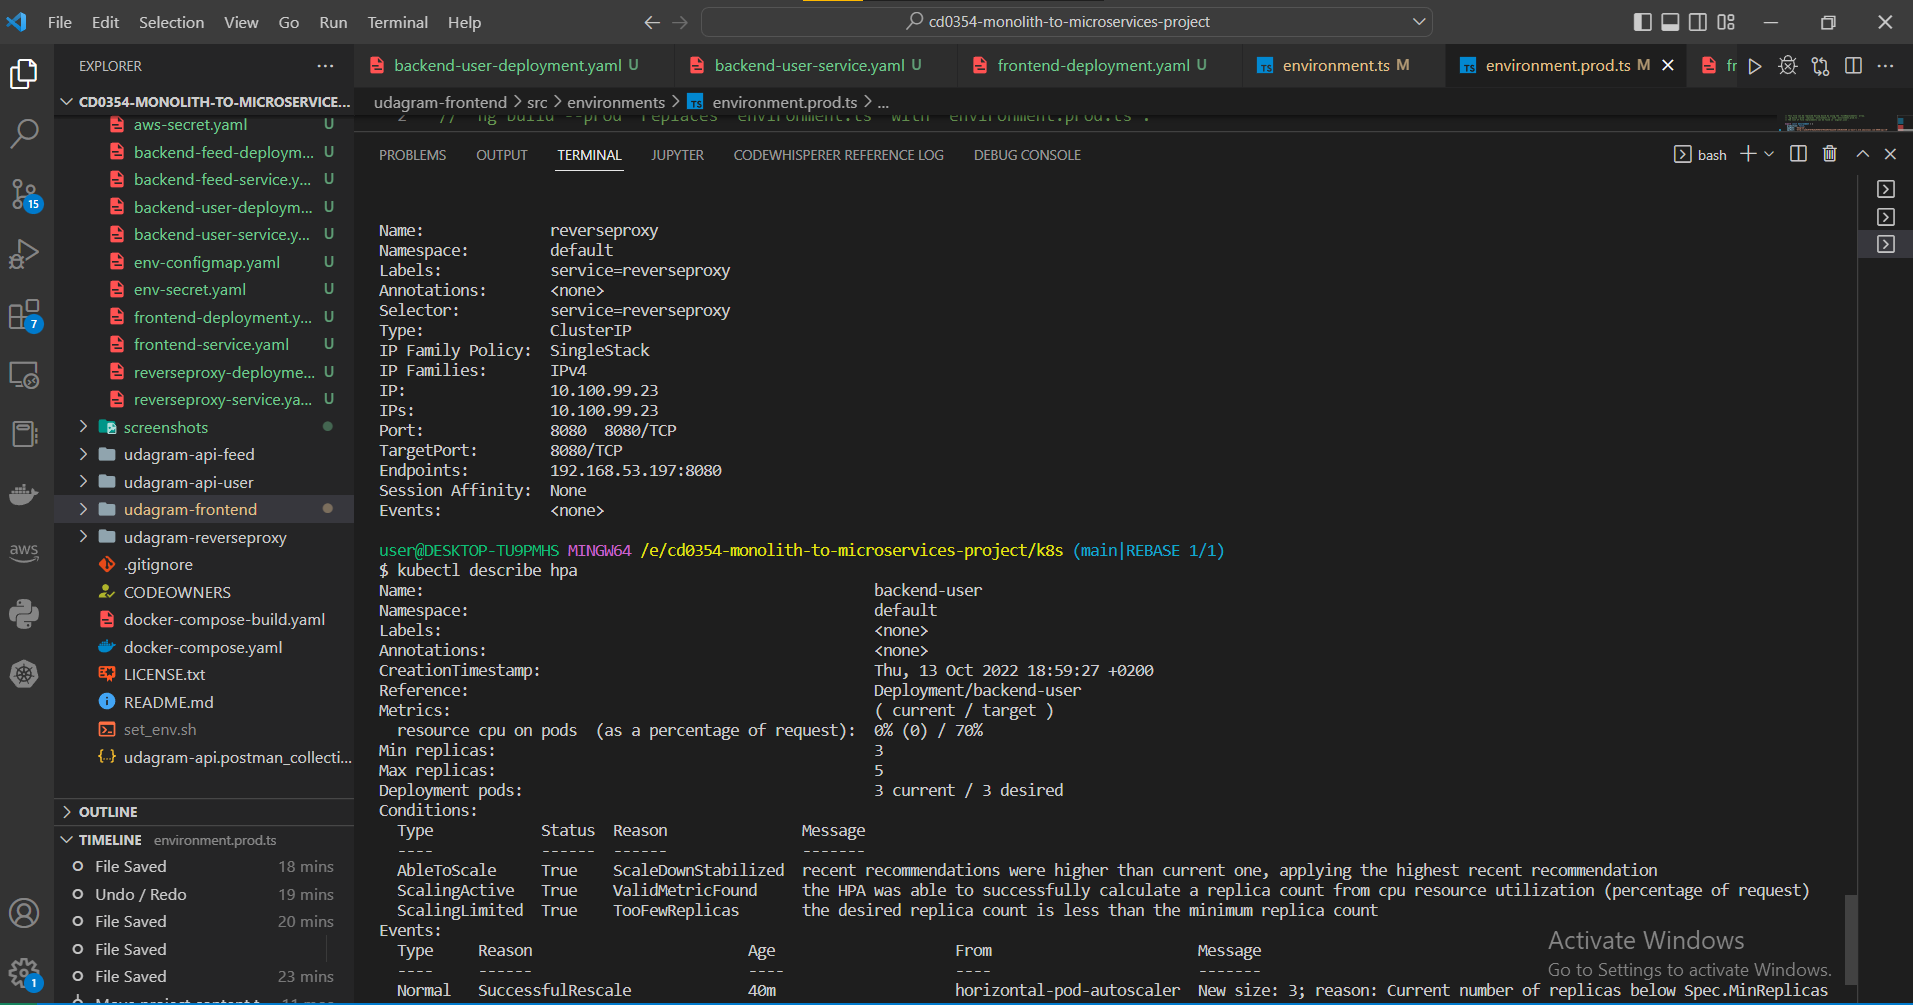 File Edit Selection View Go Run Terminal Help
cd0354-monolith-to-microservices-project
EXPLORER
backend-user-deployment.yaml U
backend-user-service.yaml U
frontend-deployment.yaml U
environment.ts M
environment.prod.ts M
fr
CD0354-MONOLITH-TO-MICROSERVICE...
udagram-frontend > src > environments > environment.prod.ts > ...
2 // `ng build --prod` replaces `environment.ts` with `environment.prod.ts`.
aws-secret.yaml U
backend-feed-deploym... U
backend-feed-service.y... U
backend-user-deploym... U
backend-user-service.y... U
env-configmap.yaml U
env-secret.yaml U
frontend-deployment.y... U
frontend-service.yaml U
reverseproxy-deployme... U
reverseproxy-service.ya... U
screenshots
udagram-api-feed
udagram-api-user
udagram-frontend
udagram-reverseproxy
.gitignore
CODEOWNERS
docker-compose-build.yaml
docker-compose.yaml
LICENSE.txt
README.md
set_env.sh
udagram-api.postman_collecti...
OUTLINE
TIMELINE environment.prod.ts
File Saved 18 mins
Undo / Redo 19 mins
File Saved 20 mins
File Saved
File Saved 23 mins
15
7
aws
1
PROBLEMS OUTPUT TERMINAL JUPYTER CODEWHISPERER REFERENCE LOG DEBUG CONSOLE
bash
Name: reverseproxy
Namespace: default
Labels: service=reverseproxy
Annotations: <none>
Selector: service=reverseproxy
Type: ClusterIP
IP Family Policy: SingleStack
IP Families: IPv4
IP: 10.100.99.23
IPs: 10.100.99.23
Port: 8080 8080/TCP
TargetPort: 8080/TCP
Endpoints: 192.168.53.197:8080
Session Affinity: None
Events: <none>
user@DESKTOP-TU9PMHS MINGW64 /e/cd0354-monolith-to-microservices-project/k8s (main|REBASE 1/1)
$ kubectl describe hpa
Name: backend-user
Namespace: default
Labels: <none>
Annotations: <none>
CreationTimestamp: Thu, 13 Oct 2022 18:59:27 +0200
Reference: Deployment/backend-user
Metrics: ( current / target )
resource cpu on pods (as a percentage of request): 0% (0) / 70%
Min replicas: 3
Max replicas: 5
Deployment pods: 3 current / 3 desired
Conditions:
Type Status Reason Message
---- ------ ------ -------
AbleToScale True ScaleDownStabilized recent recommendations were higher than current one, applying the highest recent recommendation
ScalingActive True ValidMetricFound the HPA was able to successfully calculate a replica count from cpu resource utilization (percentage of request)
ScalingLimited True TooFewReplicas the desired replica count is less than the minimum replica count
Events:
Type Reason Age From Message
---- ------ ---- ---- -------
Normal SuccessfulRescale 40m horizontal-pod-autoscaler New size: 3; reason: Current number of replicas below Spec.MinReplicas
Activate Windows
Go to Settings to activate Windows.